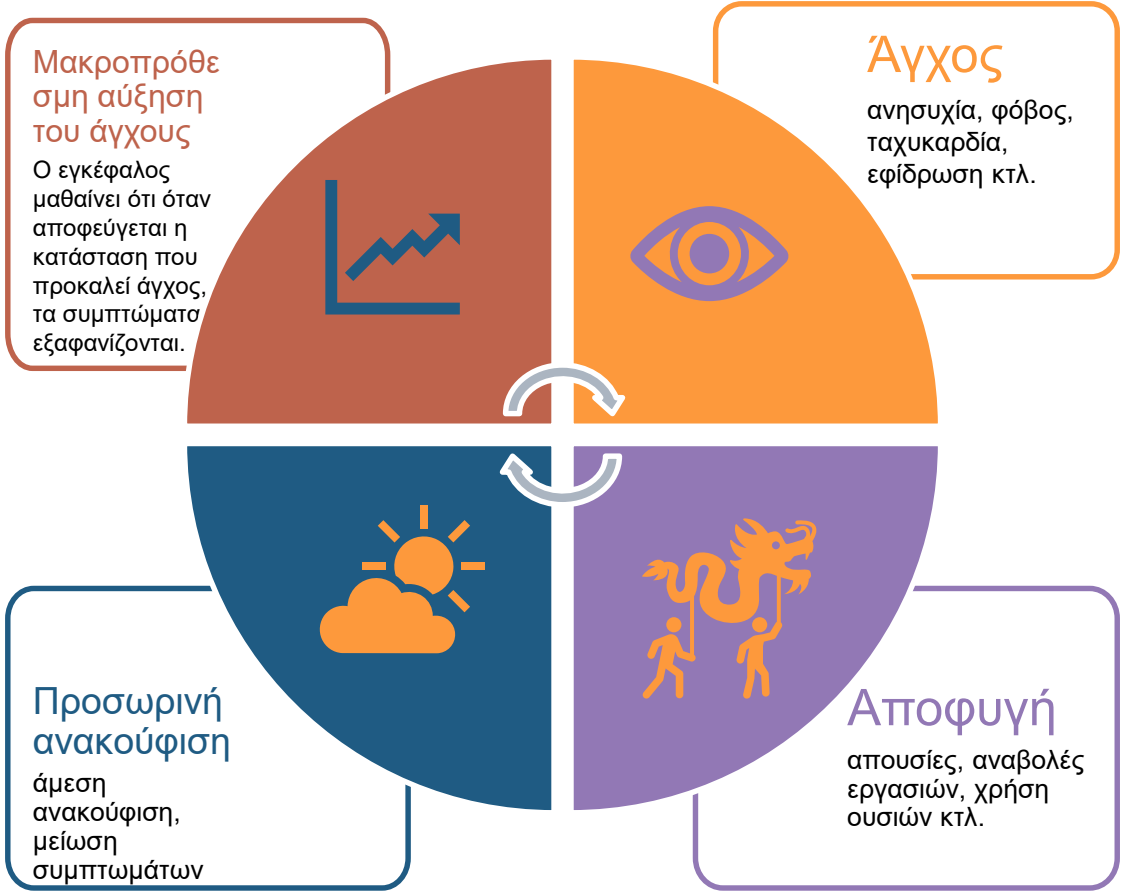 Μακροπρόθε
σμη αύξηση
του άγχους
Ο εγκέφαλος
μαθαίνει ότι όταν
αποφεύγεται η
κατάσταση που
προκαλεί άγχος,
τα συμπτώματα
εξαφανίζονται.
Άγχος
ανησυχία, φόβος,
ταχυκαρδία,
εφίδρωση κτλ.
Προσωρινή
ανακούφιση
άμεση
ανακούφιση,
μείωση
συμπτωμάτων
Αποφυγή
απουσίες, αναβολές
εργασιών, χρήση
ουσιών κτλ.